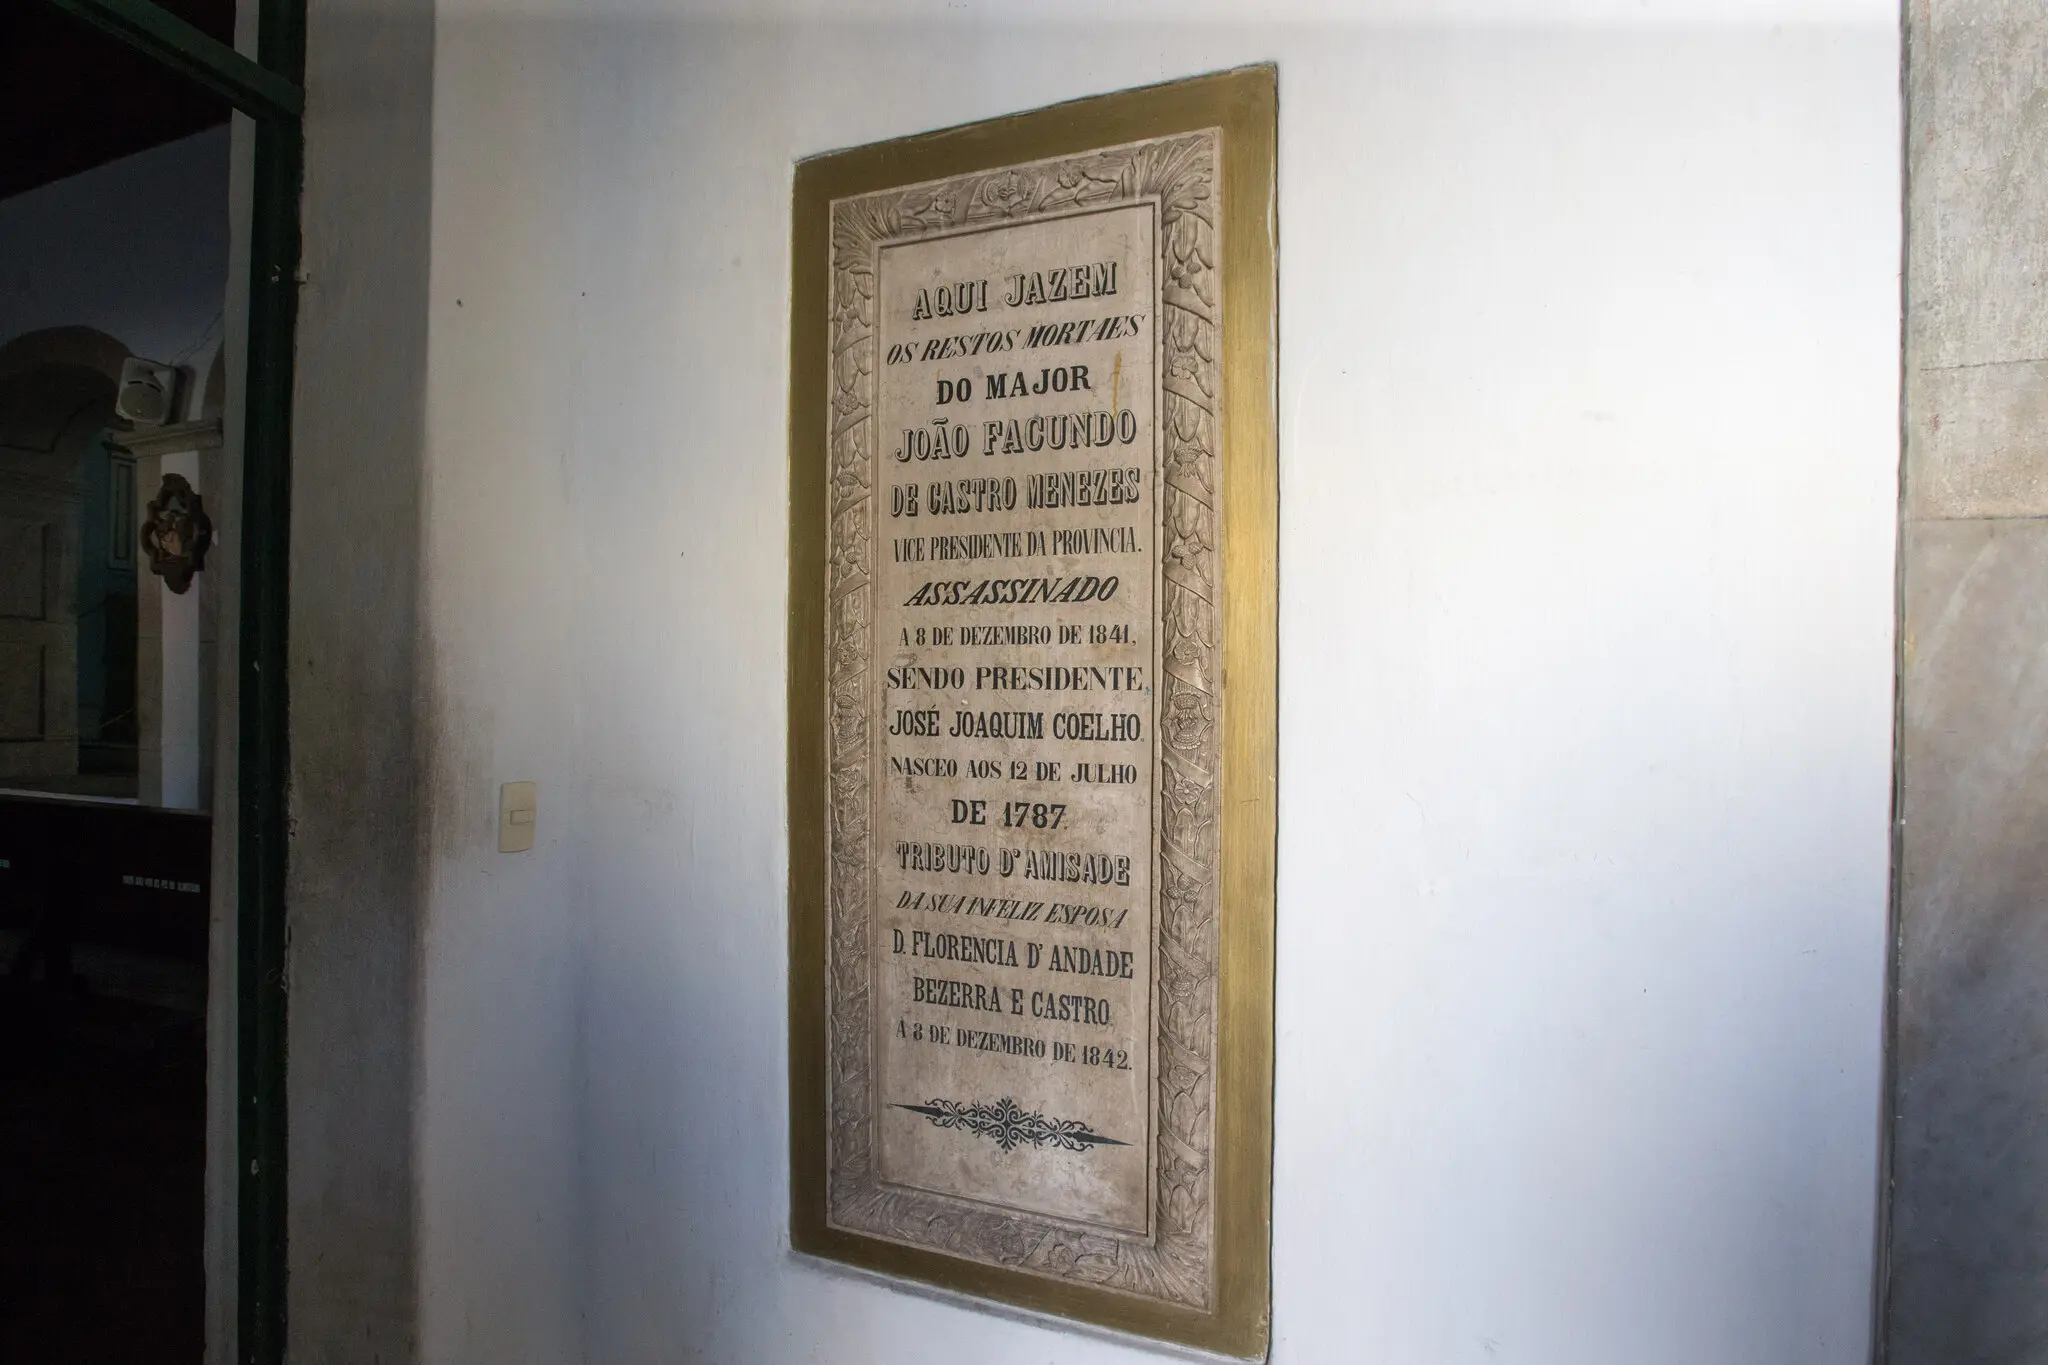 AQUI JAZEM
OS RESTOS MORTAES
DO MAJOR
JOÃO FACUNDO
DE CASTRO MENEZES
VICE PRESIDENTE DA PROVINCIA.
ASSASSINADO
A 8 DE DEZEMBRO DE 1841,
SENDO PRESIDENTE,
JOSÉ JOAQUIM COELHO.
NASCEO AOS 12 DE JULHO
DE 1787.
TRIBUTO D'AMISADE
DA SUA INFELIZ ESPOSA
D. FLORENCIA D' ANDADE
BEZERRA E CASTRO
A 8 DE DEZEMBRO DE 1842.